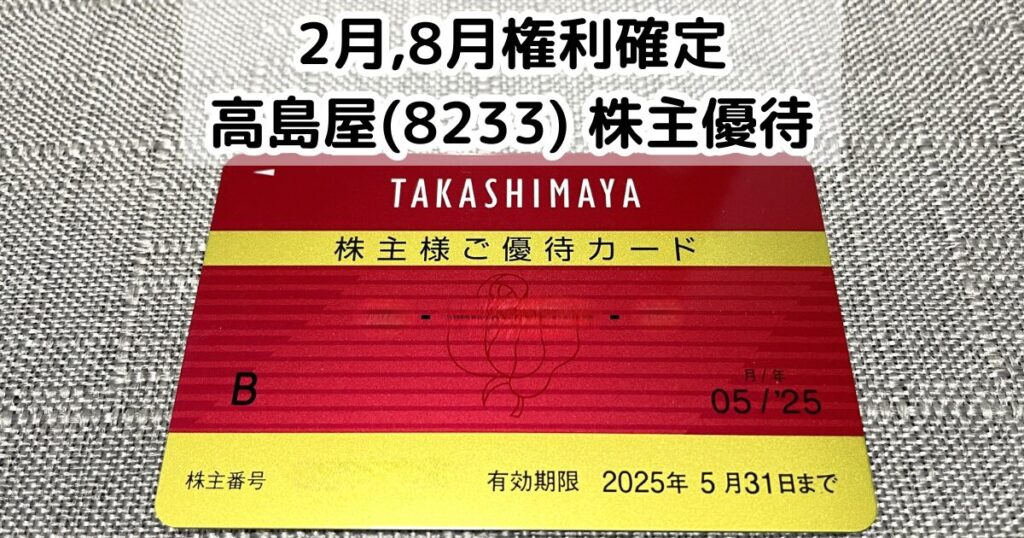 2月,8月権利確定
高島屋(8233) 株主優待
TAKASHIMAYA
株主様ご優待カード
- -
B
月/年
05/'25
株主番号
有効期限 2025年 5月31日まで